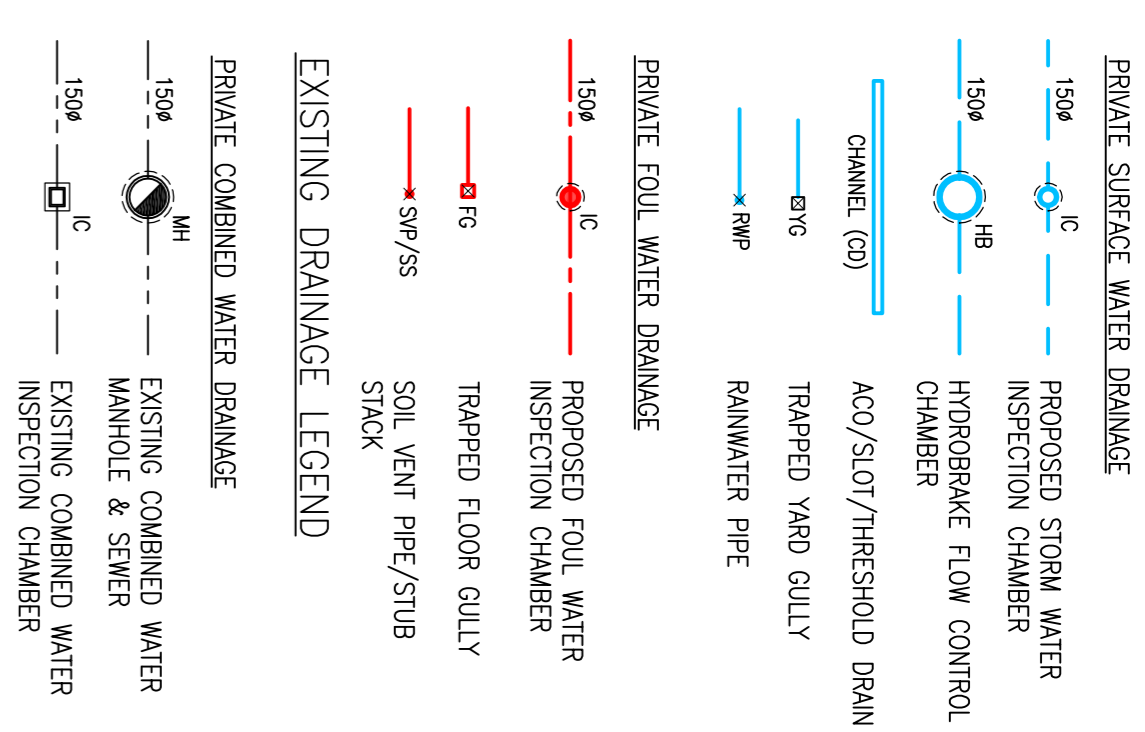 PRIVATE SURFACE WATER DRAINAGE
150ø
IC
PROPOSED STORM WATER
INSPECTION CHAMBER
150ø
HB
HYDROBRAKE FLOW CONTROL
CHAMBER
CHANNEL (CD)
ACO/SLOT/THRESHOLD DRAIN
YG
TRAPPED YARD GULLY
RWP
RAINWATER PIPE
PRIVATE FOUL WATER DRAINAGE
150ø
IC
PROPOSED FOUL WATER
INSPECTION CHAMBER
FG
TRAPPED FLOOR GULLY
SVP/SS
SOIL VENT PIPE/STUB
STACK
EXISTING DRAINAGE LEGEND
PRIVATE COMBINED WATER DRAINAGE
150ø
MH
EXISTING COMBINED WATER
MANHOLE & SEWER
150ø
IC
EXISTING COMBINED WATER
INSPECTION CHAMBER